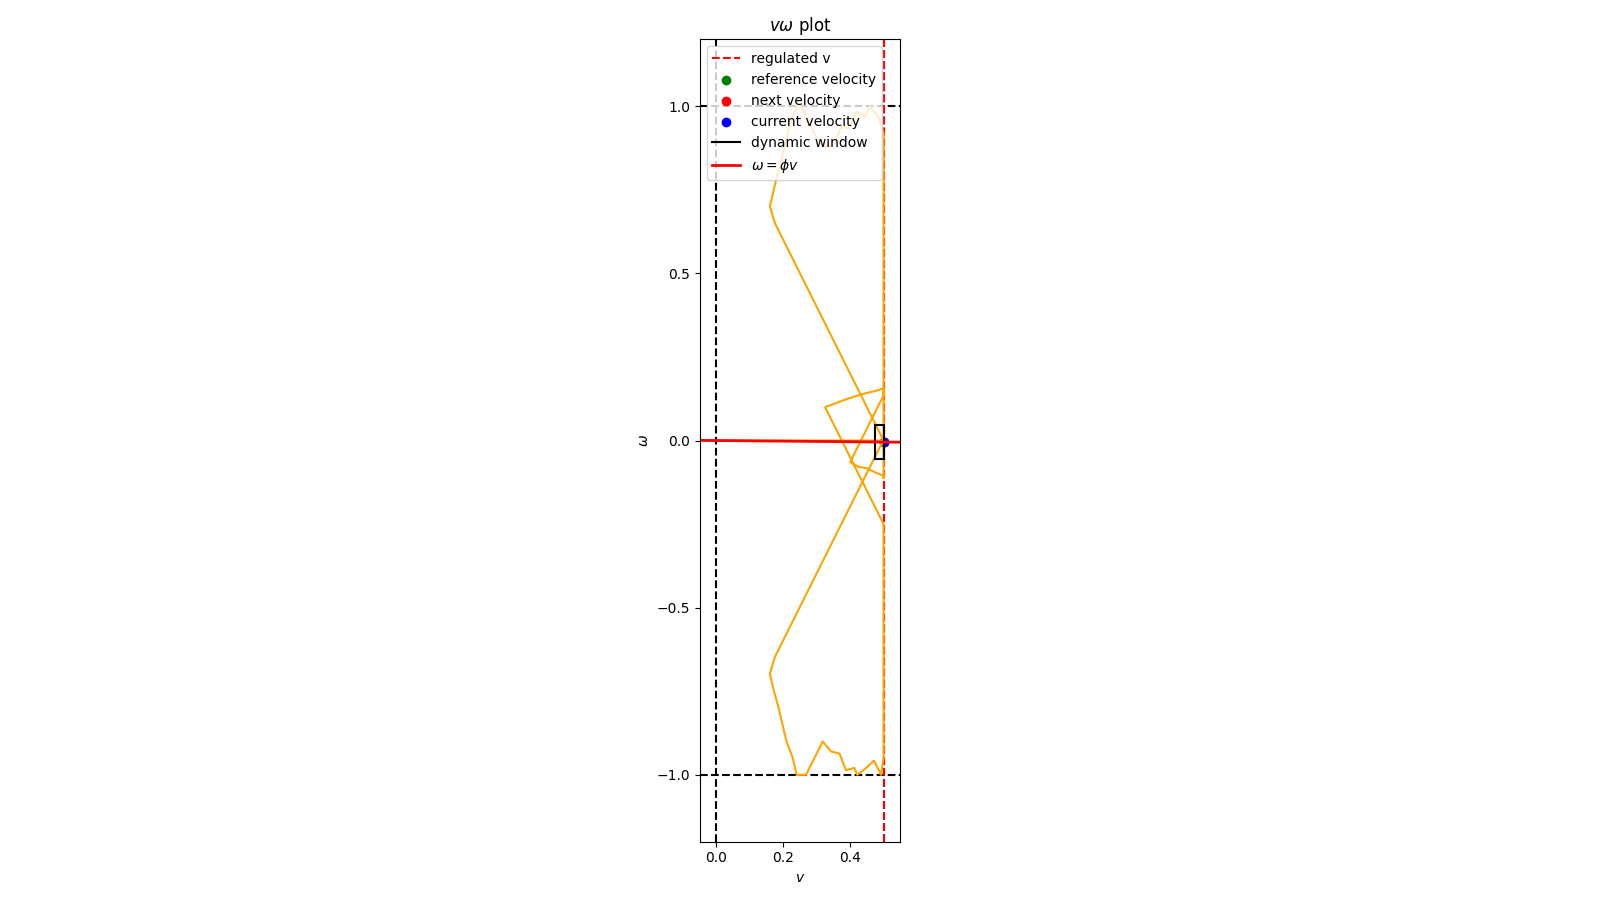 vω plot
regulated v
reference velocity
next velocity
current velocity
dynamic window
ω = ϕv
1.0
0.5
0.0
−0.5
−1.0
ω
0.0 0.2 0.4
v